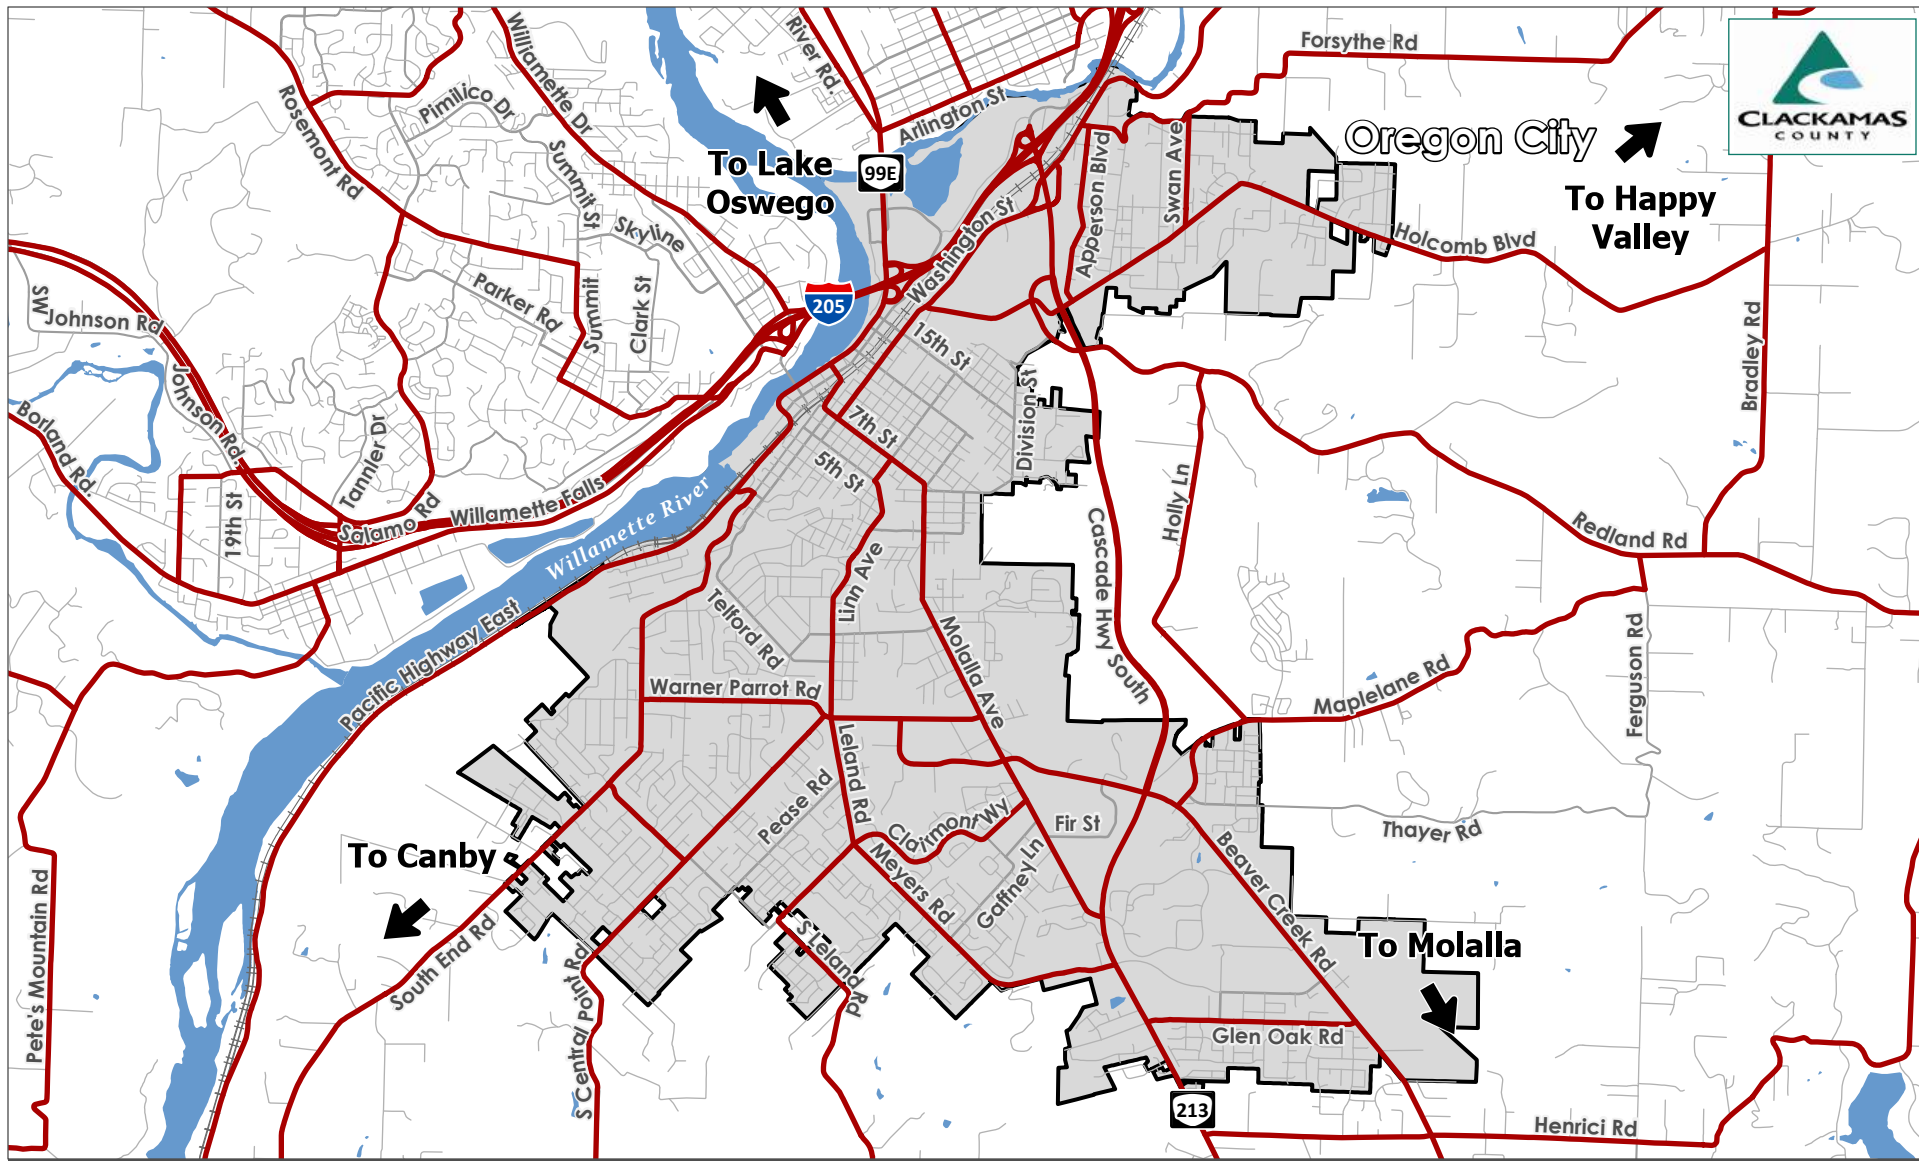 River Rd.
Williamette Dr
Forsythe Rd
CLACKAMAS
COUNTY
Rosemont Rd
Pimilico Dr
Arlington St
Oregon City
To Lake
Oswego
99E
Summit St
Apperson Blvd
Swan Ave
To Happy
Valley
Skyline
Washington St
Holcomb Blvd
SW
Johnson Rd
Parker Rd
Summit
Clark St
205
15th St
Bradley Rd
Johnson Rd.
Borland Rd.
Tannler Dr
7th St
Division St
5th St
19th St
Salamo Rd
Willamette Falls
Willamette River
Holly Ln
Cascade Hwy South
Redland Rd
Linn Ave
Telford Rd
Pacific Highway East
Molalla Ave
Warner Parrot Rd
Maplelane Rd
Ferguson Rd
Leland Rd
Pease Rd
Clairmont Wy
Fir St
Thayer Rd
To Canby
Meyers Rd
Gaffney Ln
Beaver Creek Rd
Pete's Mountain Rd
South End Rd
S Central Point Rd
S Leland Rd
To Molalla
Glen Oak Rd
213
Henrici Rd